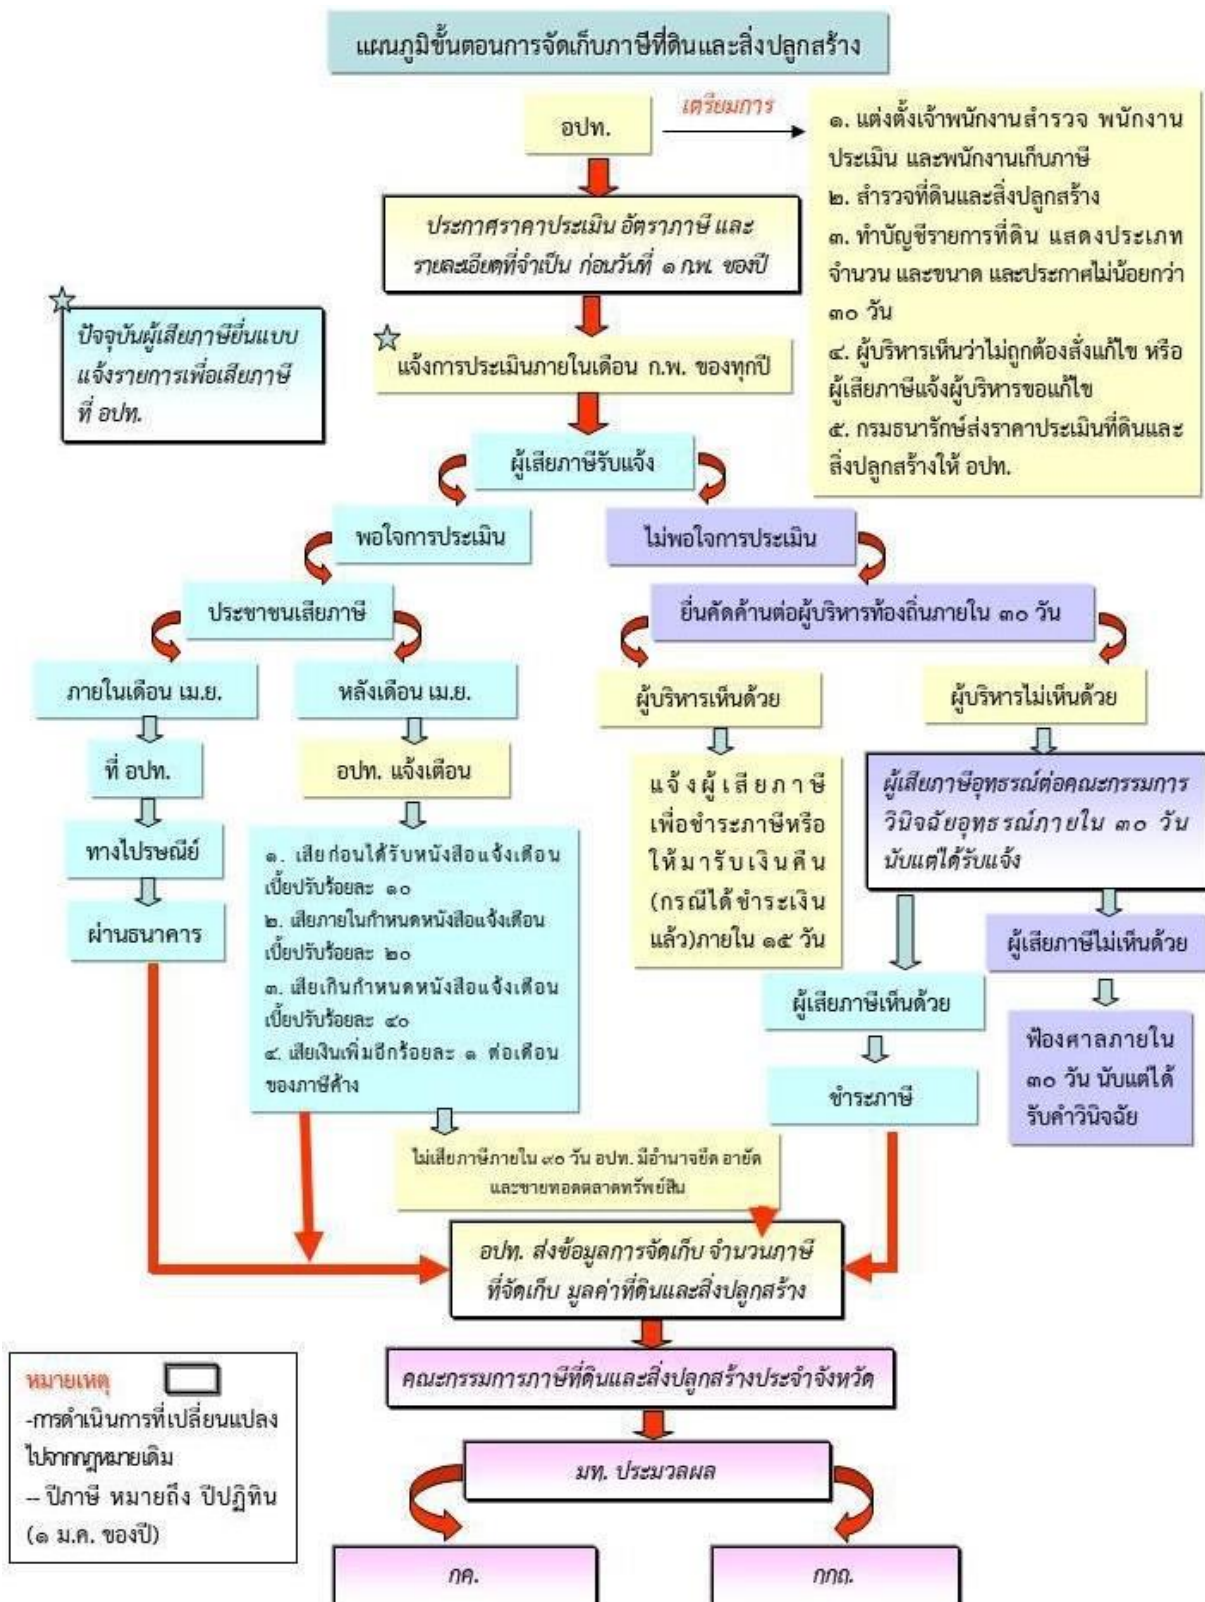 แผนภูมิขั้นตอนการจัดเก็บภาษีที่ดินและสิ่งปลูกสร้าง
อปท.
เตรียมการ
๑. แต่งตั้งเจ้าพนักงานสำรวจ พนักงาน
ประเมิน และพนักงานเก็บภาษี
๒. สำรวจที่ดินและสิ่งปลูกสร้าง
๓. ทำบัญชีรายการที่ดิน แสดงประเภท
จำนวน และขนาด และประกาศไม่น้อยกว่า
๓๐ วัน
๔. ผู้บริหารเห็นว่าไม่ถูกต้องสั่งแก้ไข หรือ
ผู้เสียภาษีแจ้งผู้บริหารขอแก้ไข
๕. กรมธนารักษ์ส่งราคาประเมินที่ดินและ
สิ่งปลูกสร้างให้ อปท.
ประกาศราคาประเมิน อัตราภาษี และ
รายละเอียดที่จำเป็น ก่อนวันที่ ๑ ก.พ. ของปี
ปัจจุบันผู้เสียภาษียื่นแบบ
แจ้งรายการเพื่อเสียภาษี
ที่ อปท.
แจ้งการประเมินภายในเดือน ก.พ. ของทุกปี
ผู้เสียภาษีรับแจ้ง
พอใจการประเมิน
ไม่พอใจการประเมิน
ประชาชนเสียภาษี
ยื่นคัดค้านต่อผู้บริหารท้องถิ่นภายใน ๓๐ วัน
ภายในเดือน เม.ย.
หลังเดือน เม.ย.
ผู้บริหารเห็นด้วย
ผู้บริหารไม่เห็นด้วย
ที่ อปท.
อปท. แจ้งเตือน
แจ้งผู้เสียภาษี
เพื่อชำระภาษีหรือ
ให้มารับเงินคืน
(กรณีได้ชำระเงิน
แล้ว)ภายใน ๑๕ วัน
ผู้เสียภาษีอุทธรณ์ต่อคณะกรรมการ
วินิจฉัยอุทธรณ์ภายใน ๓๐ วัน
นับแต่ได้รับแจ้ง
ทางไปรษณีย์
ผ่านธนาคาร
๑. เสียก่อนได้รับหนังสือแจ้งเตือน
เบี้ยปรับร้อยละ ๑๐
๒. เสียภายในกำหนดหนังสือแจ้งเตือน
เบี้ยปรับร้อยละ ๒๐
๓. เสียเกินกำหนดหนังสือแจ้งเตือน
เบี้ยปรับร้อยละ ๔๐
๔. เสียเงินเพิ่มอีกร้อยละ ๑ ต่อเดือน
ของภาษีค้าง
ผู้เสียภาษีไม่เห็นด้วย
ผู้เสียภาษีเห็นด้วย
ฟ้องศาลภายใน
๓๐ วัน นับแต่ได้
รับคำวินิจฉัย
ชำระภาษี
ไม่เสียภาษีภายใน ๙๐ วัน อปท. มีอำนาจยึด อายัด
และขายทอดตลาดทรัพย์สิน
อปท. ส่งข้อมูลการจัดเก็บ จำนวนภาษี
ที่จัดเก็บ มูลค่าที่ดินและสิ่งปลูกสร้าง
คณะกรรมการภาษีที่ดินและสิ่งปลูกสร้างประจำจังหวัด
หมายเหตุ
-การดำเนินการที่เปลี่ยนแปลง
ไปจากกฎหมายเดิม
-- ปีภาษี หมายถึง ปีปฏิทิน
(๑ ม.ค. ของปี)
มท. ประมวลผล
กค.
กกถ.